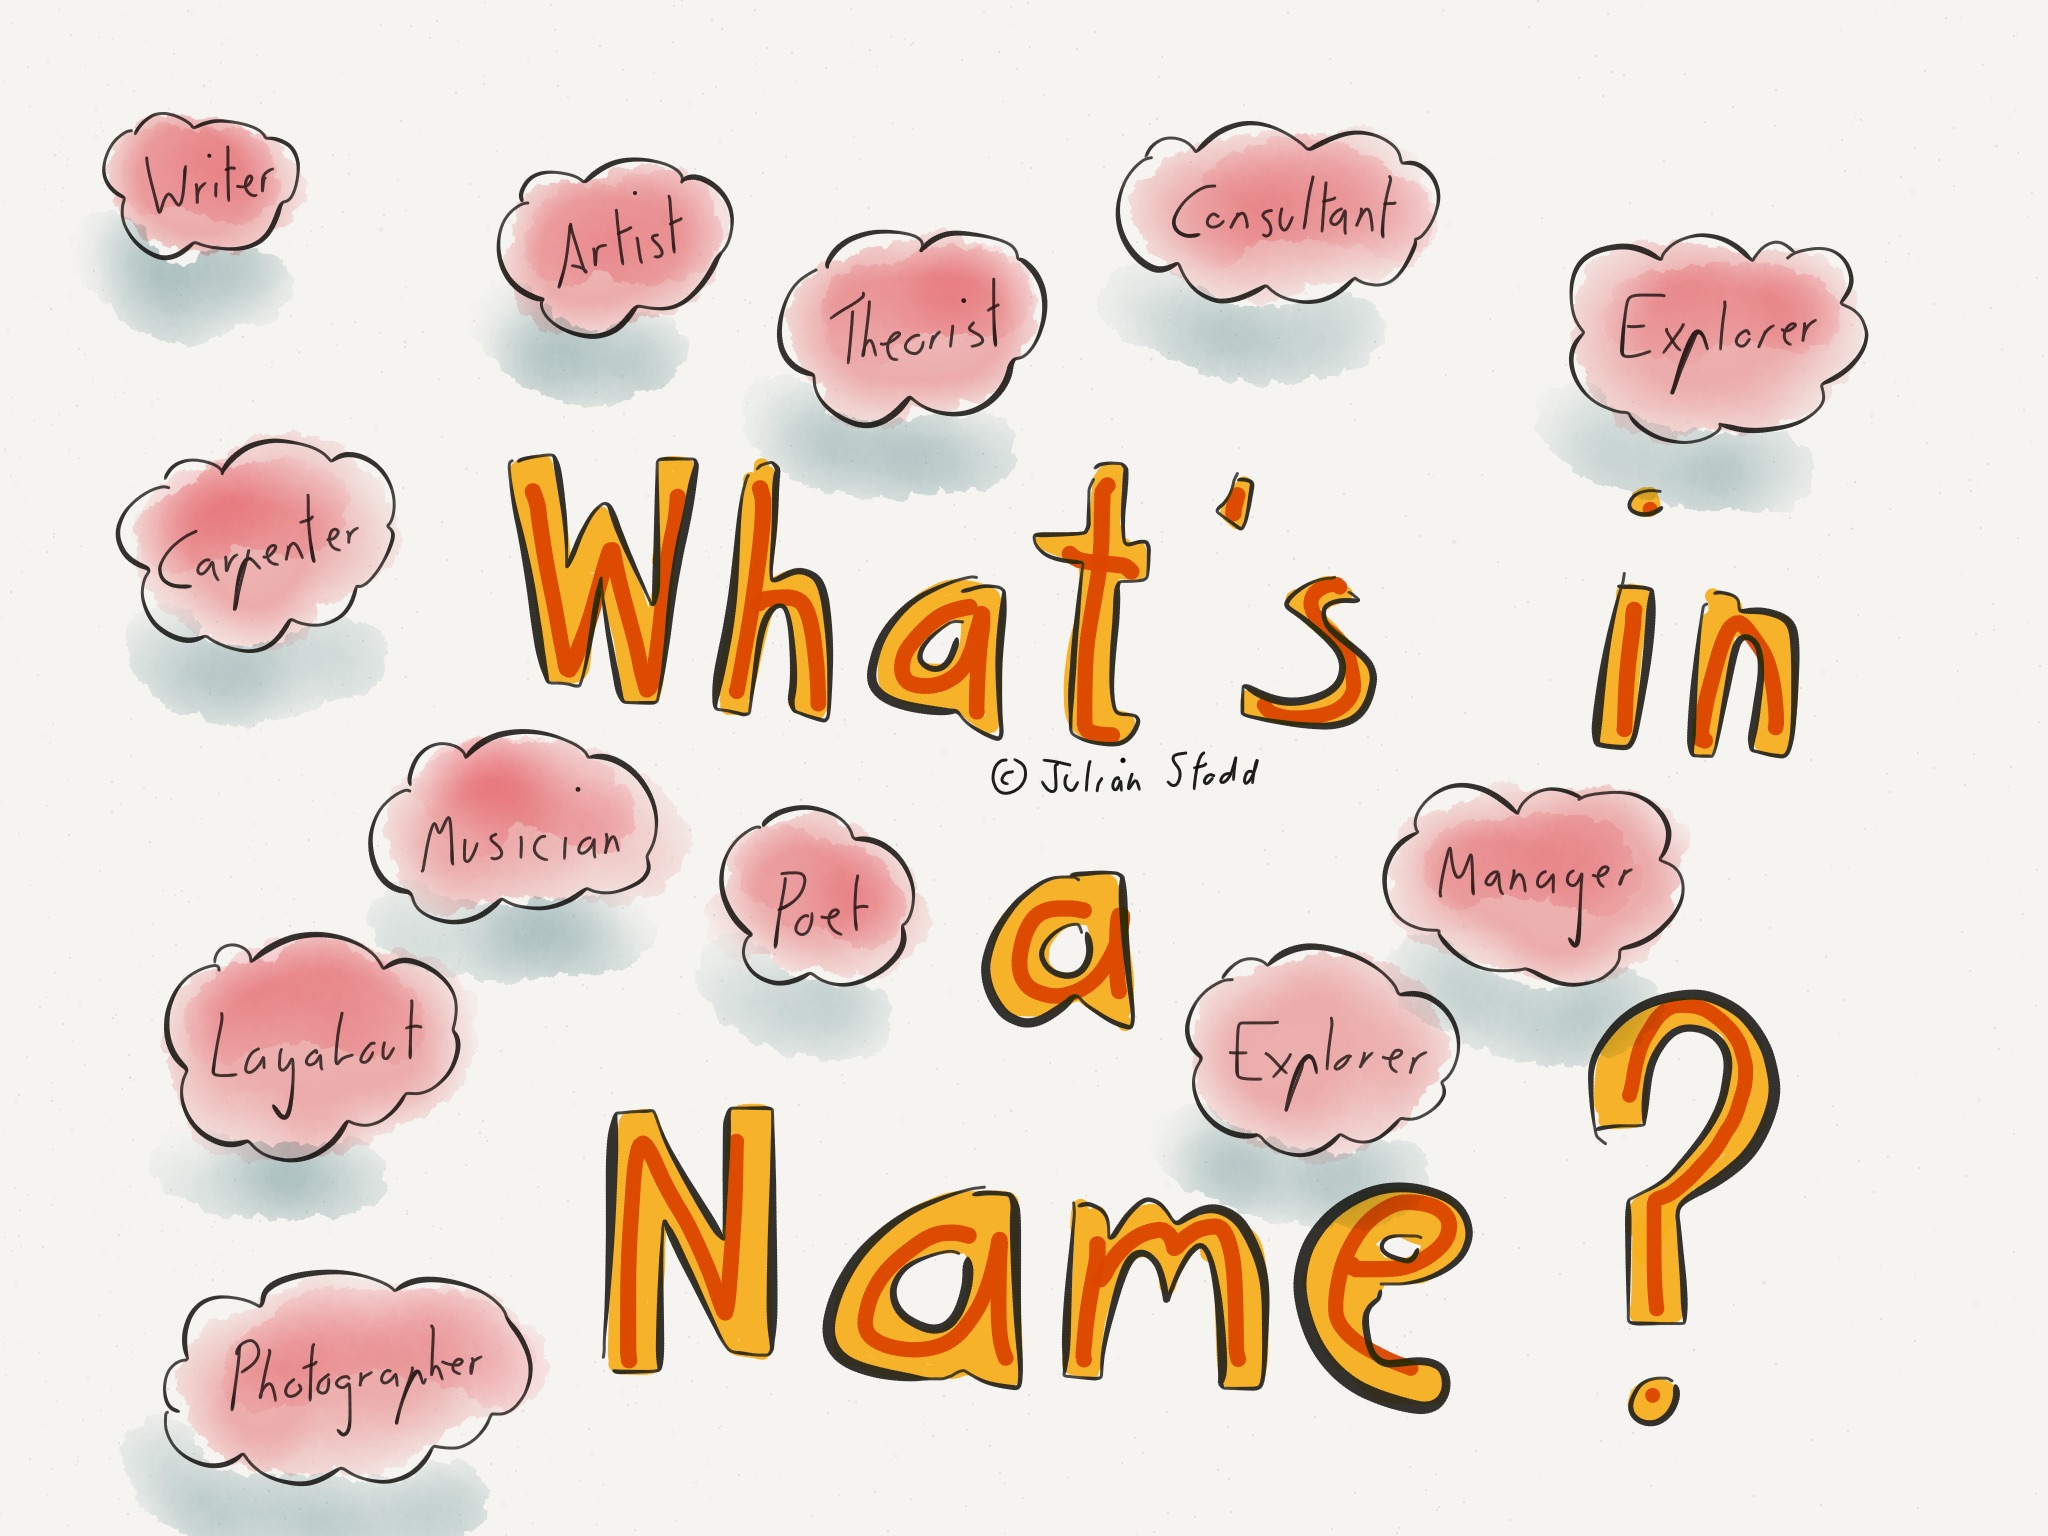 Writer
Artist
Theorist
Consultant
Explorer
Carpenter
What's in
© Julian Stodd
Musician
Poet
a
Manager
Layabout
Explorer
Name?
Photographer